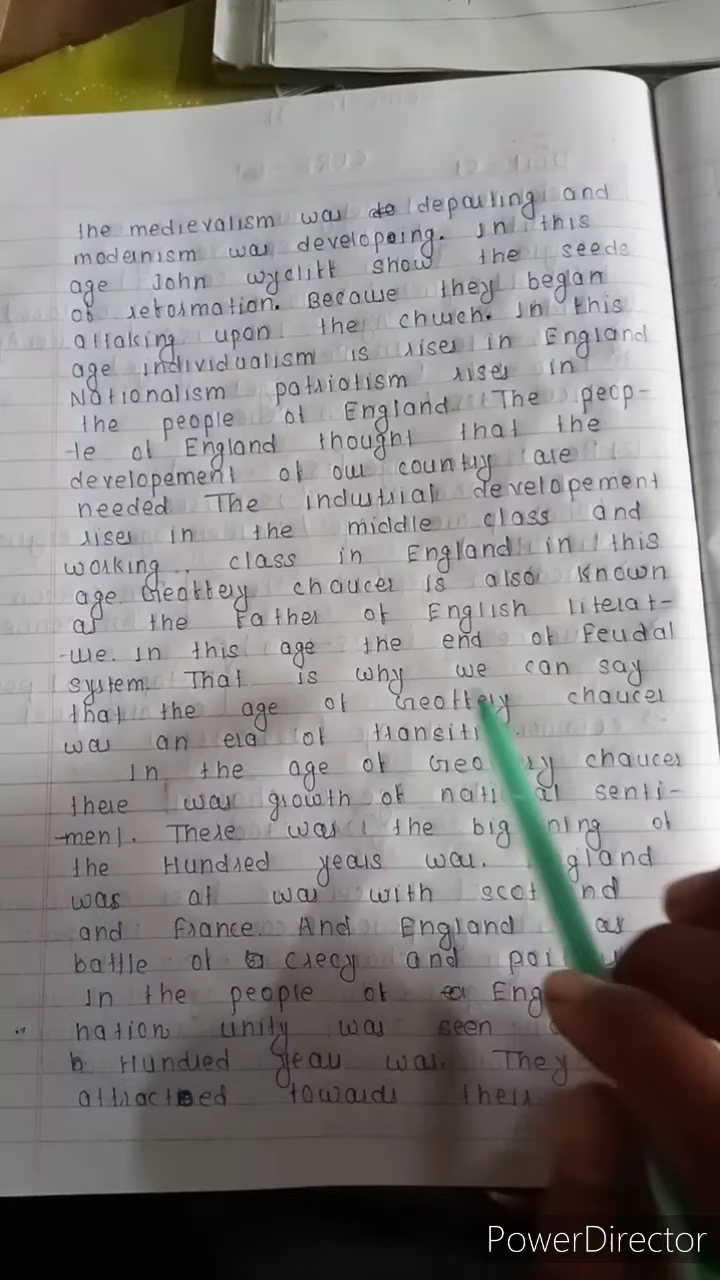 the medievalism was departing and
modernism was developing. In this
age John wycliff show the seeds
of reformation. Because they began
attaking upon the church. In this
age individualism is rises in England
Nationalism patriotism rises in
the people of England. The peop-
-le of England thought that the
developement of our country are
needed. The industrial developement
rises in the middle class and
working class in England in this
age. Geoffery chaucer is also known
as the Father of English literat-
-ure. In this age the end of Feudal
system. That is why we can say
that the age of Geoffery chaucer
was an era of
In the age of chaucer
there was growth of senti-
-ment. There was the of
the Hundred years war.
was at war with
and France. And England
battle of crecy and
In the people of
nation unity was seen
Hundred years war. They
attracted towards their
PowerDirector